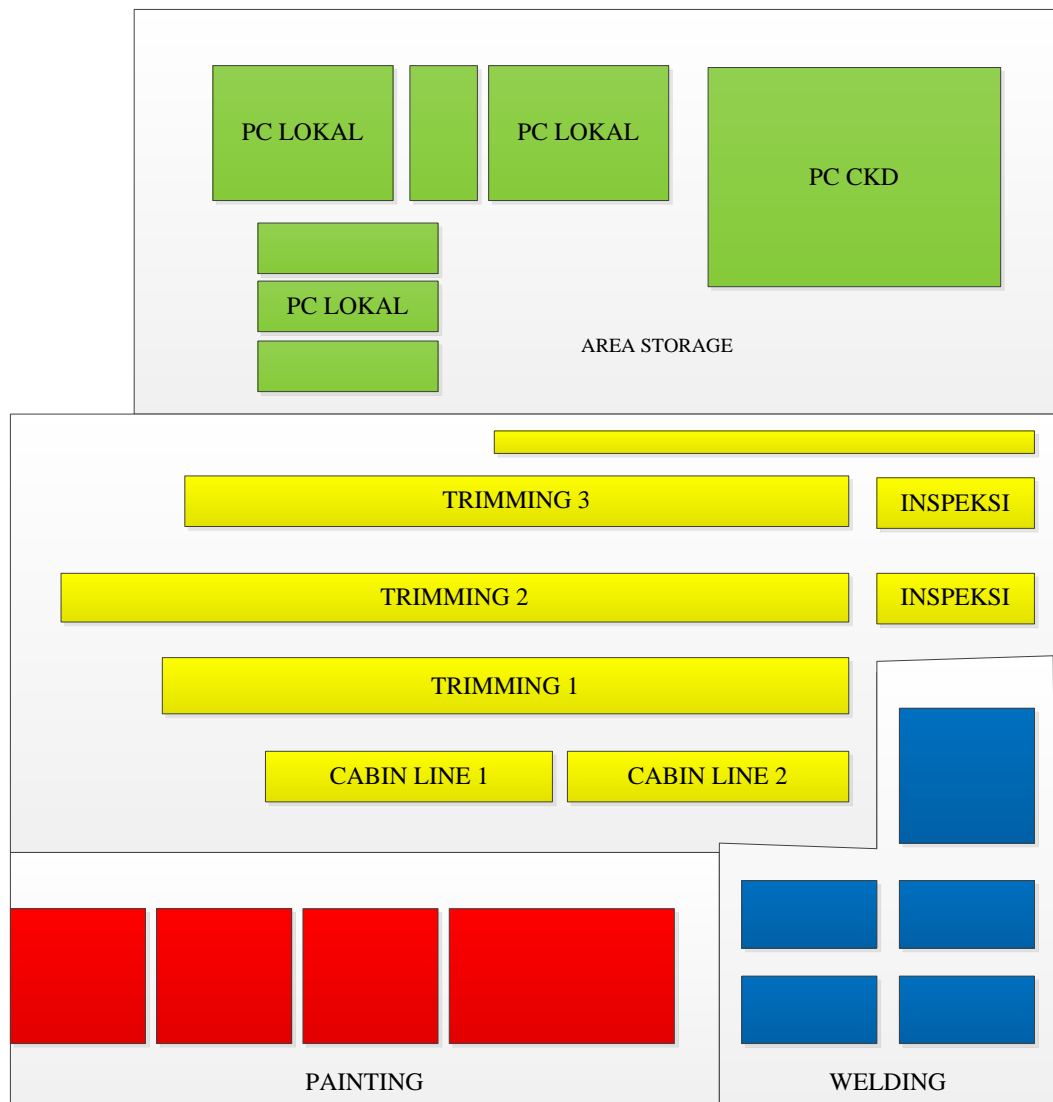 PC LOKAL
PC LOKAL
PC CKD
PC LOKAL
AREA STORAGE
TRIMMING 3
INSPEKSI
TRIMMING 2
INSPEKSI
TRIMMING 1
CABIN LINE 1
CABIN LINE 2
PAINTING
WELDING